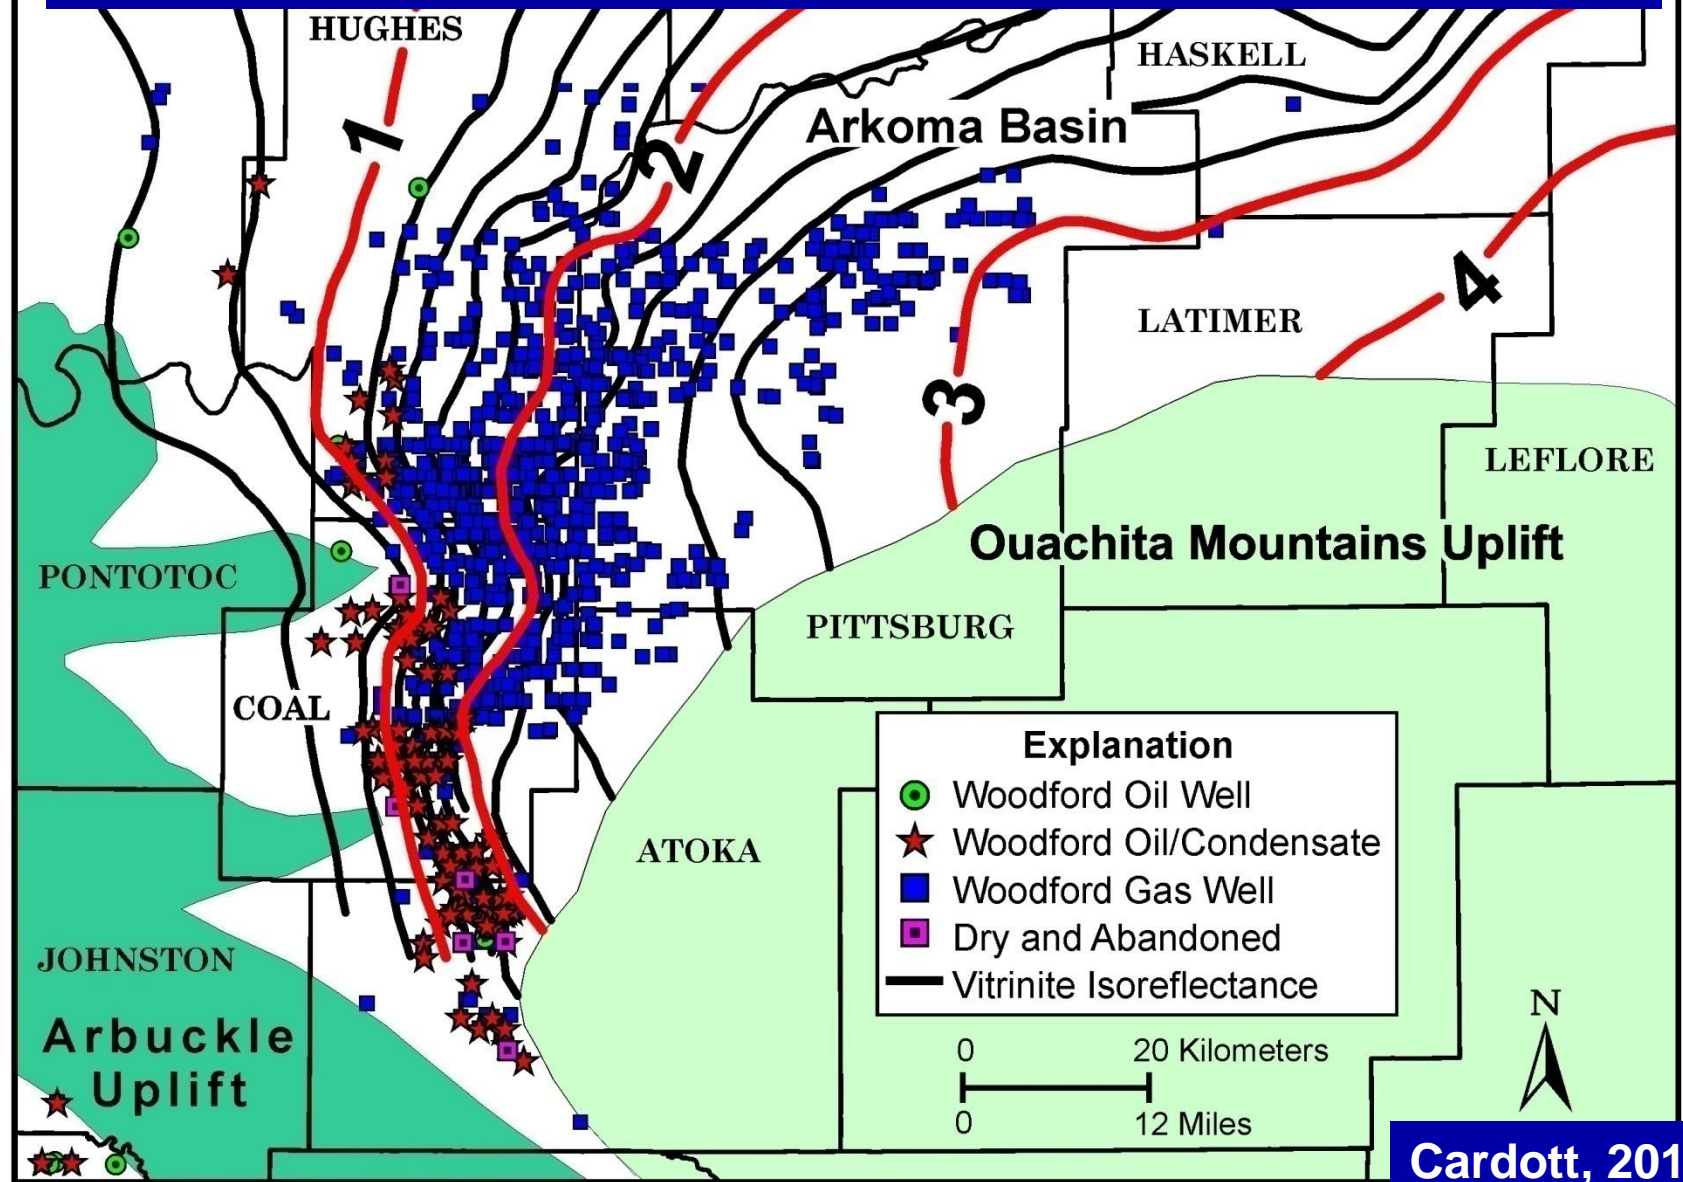 HUGHES
HASKELL
Arkoma Basin
1
2
LATIMER
4
3
LEFLORE
Ouachita Mountains Uplift
PONTOTOC
PITTSBURG
COAL
Explanation
Woodford Oil Well
Woodford Oil/Condensate
ATOKA
Woodford Gas Well
Dry and Abandoned
JOHNSTON
Vitrinite Isoreflectance
N
Arbuckle
Uplift
0 20 Kilometers
0 12 Miles
Cardott, 201